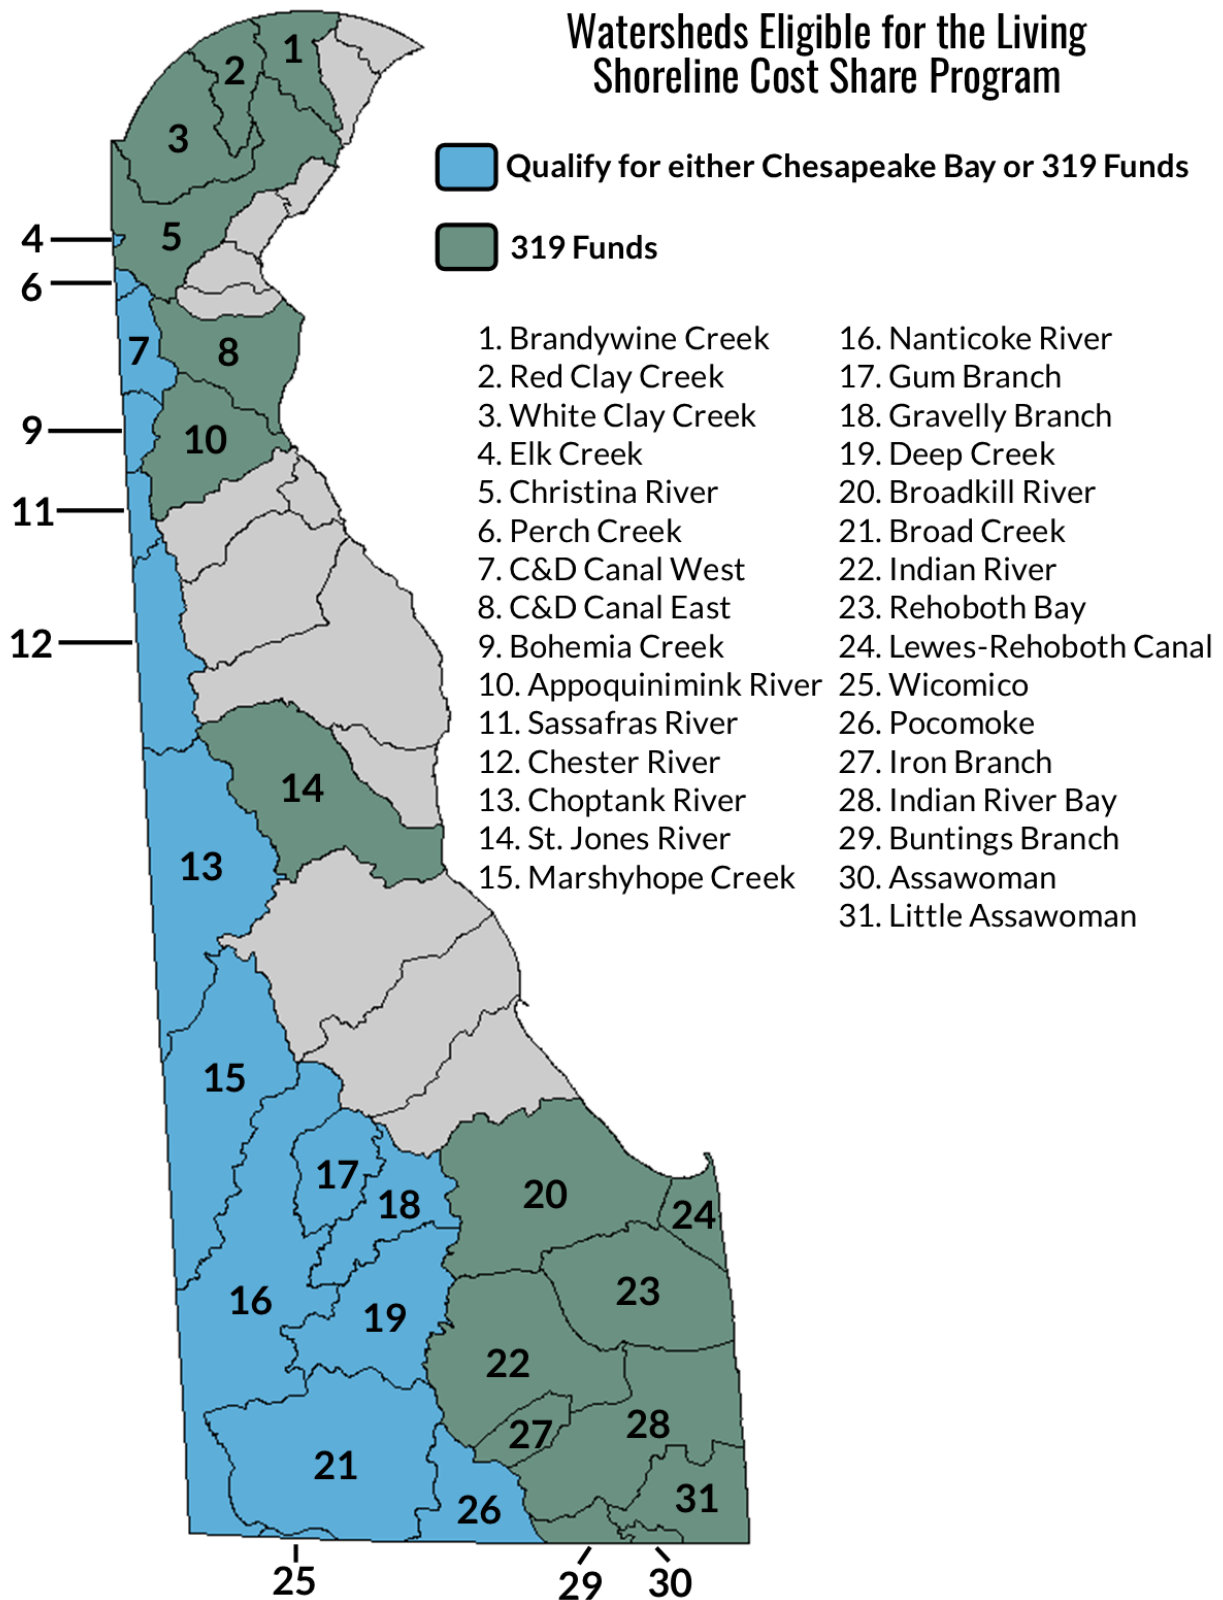 Watersheds Eligible for the Living
Shoreline Cost Share Program
Qualify for either Chesapeake Bay or 319 Funds
319 Funds
1. Brandywine Creek
2. Red Clay Creek
3. White Clay Creek
4. Elk Creek
5. Christina River
6. Perch Creek
7. C&D Canal West
8. C&D Canal East
9. Bohemia Creek
10. Appoquinimink River
11. Sassafras River
12. Chester River
13. Choptank River
14. St. Jones River
15. Marshyhope Creek
16. Nanticoke River
17. Gum Branch
18. Gravelly Branch
19. Deep Creek
20. Broadkill River
21. Broad Creek
22. Indian River
23. Rehoboth Bay
24. Lewes-Rehoboth Canal
25. Wicomico
26. Pocomoke
27. Iron Branch
28. Indian River Bay
29. Buntings Branch
30. Assawoman
31. Little Assawoman
1
2
3
4
5
6
7
8
9
10
11
12
13
14
15
16
17
18
19
20
21
22
23
24
25
26
27
28
29
30
31